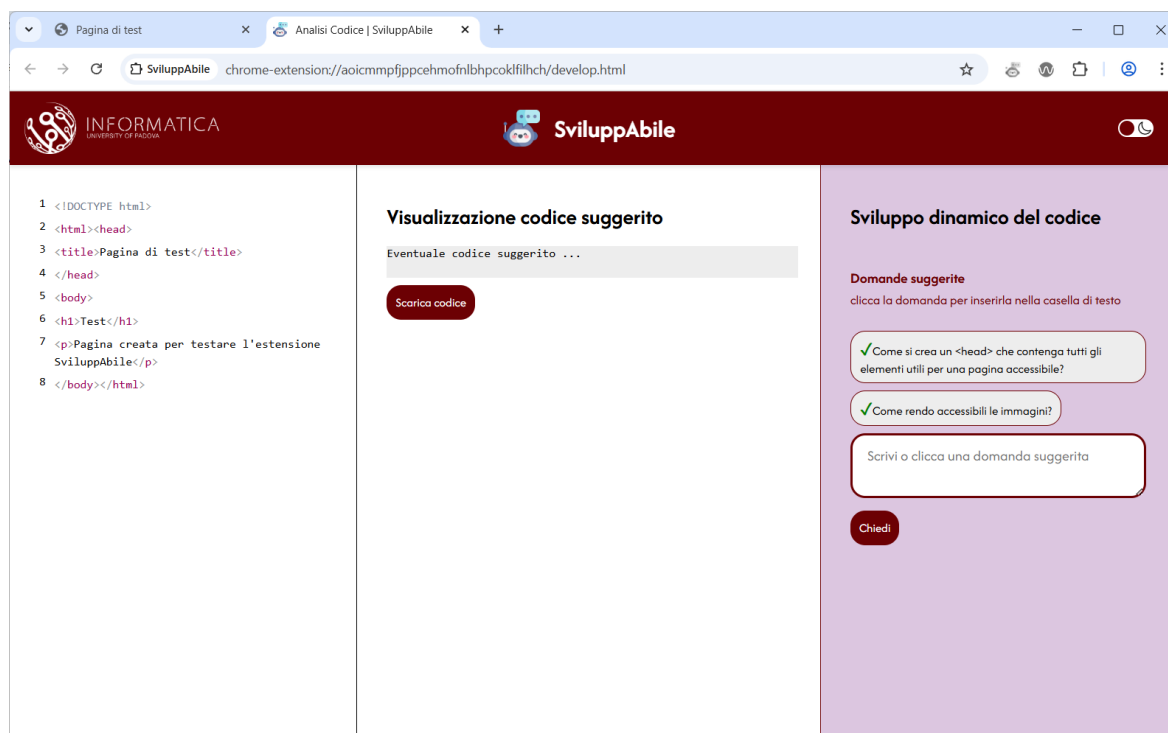 Pagina di test
Analisi Codice | SviluppAbile
SviluppAbile
chrome-extension://aoicmmpfjppcehmofnlbhpcoklfilhch/develop.html
INFORMATICA
UNIVERSITY OF PADOVA
SviluppAbile
1 <!DOCTYPE html>
2 <html><head>
3 <title>Pagina di test</title>
4 </head>
5 <body>
6 <h1>Test</h1>
7 <p>Pagina creata per testare l'estensione
SviluppAbile</p>
8 </body></html>
Visualizzazione codice suggerito
Eventuale codice suggerito ...
Scarica codice
Sviluppo dinamico del codice
Domande suggerite
clicca la domanda per inserirla nella casella di testo
✓Come si crea un <head> che contenga tutti gli
elementi utili per una pagina accessibile?
✓Come rendo accessibili le immagini?
Scrivi o clicca una domanda suggerita
Chiedi